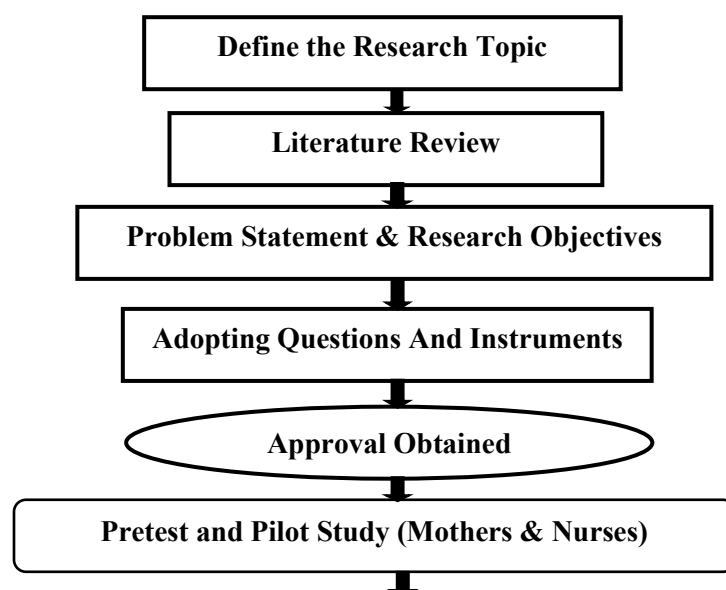 Define the Research Topic
Literature Review
Problem Statement & Research Objectives
Adopting Questions And Instruments
Approval Obtained
Pretest and Pilot Study (Mothers & Nurses)